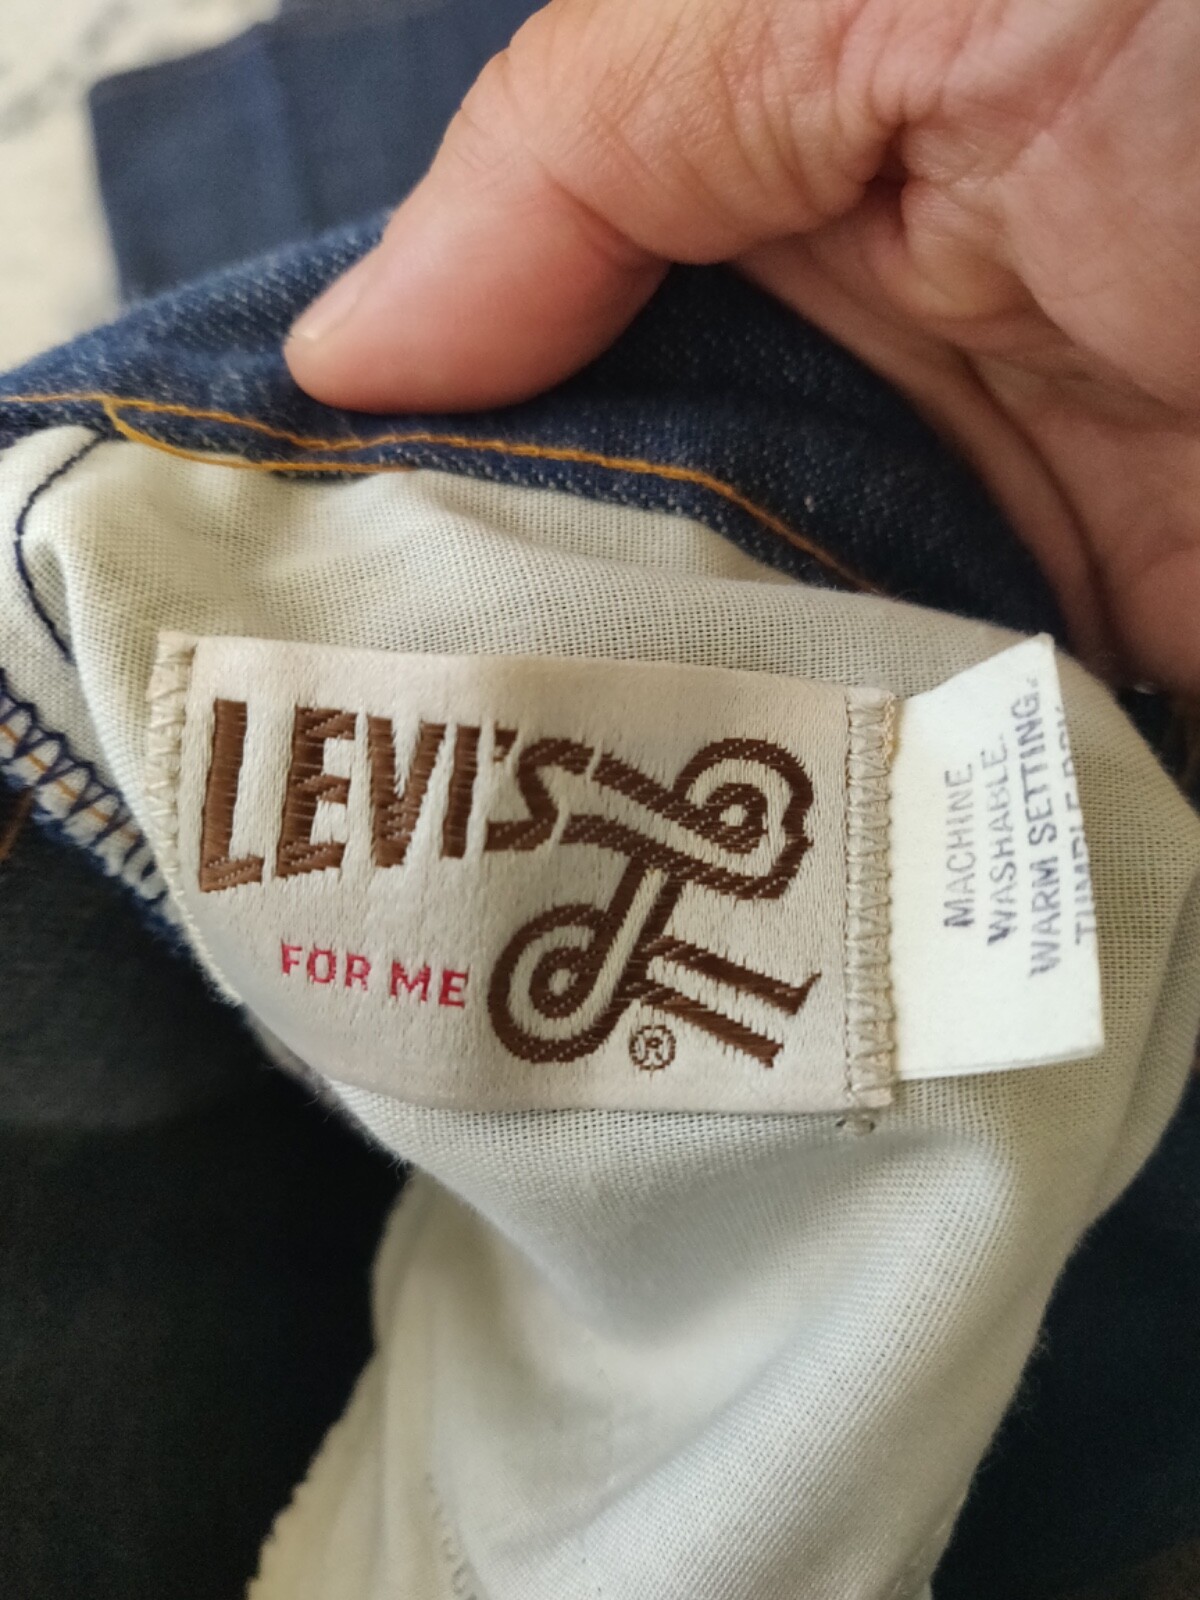 LEVI'S
FOR ME
®
MACHINE
WASHABLE.
WARM SETTING.